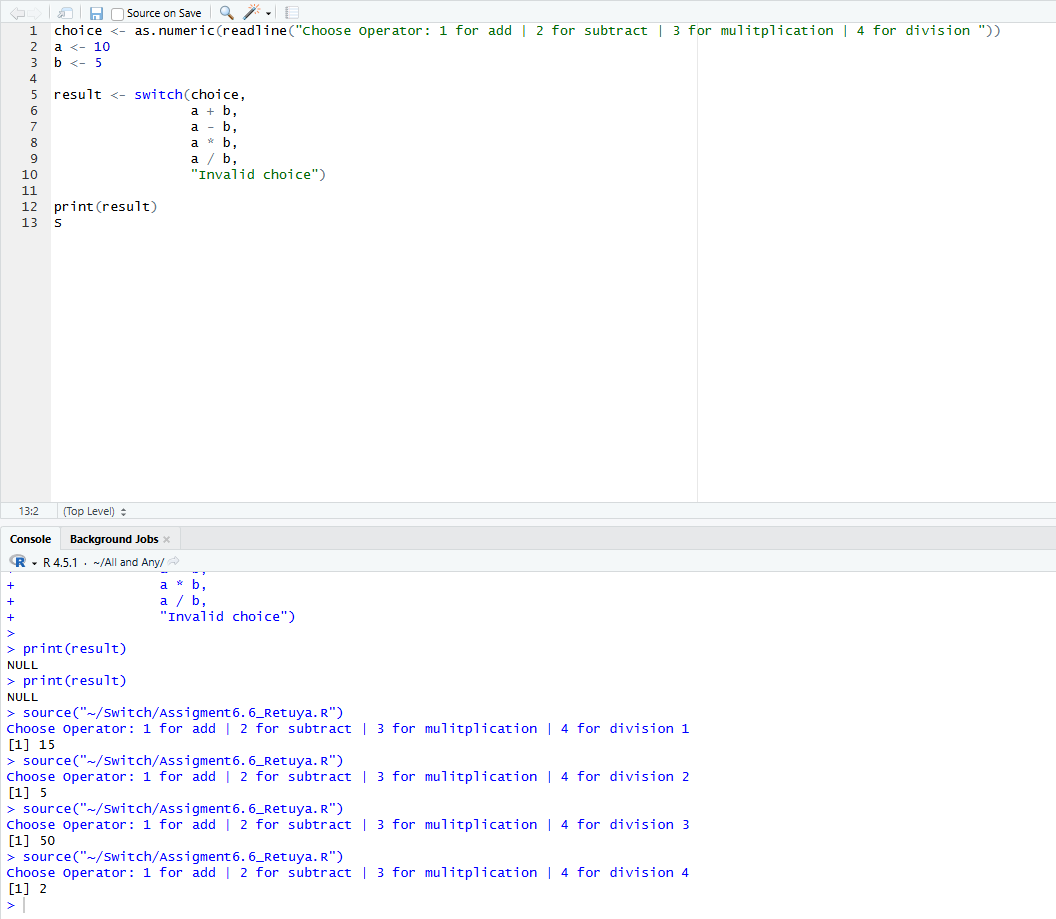 Source on Save
1 choice <- as.numeric(readline("Choose Operator: 1 for add | 2 for subtract | 3 for mulitplication | 4 for division "))
2 a <- 10
3 b <- 5
4
5 result <- switch(choice,
6                  a + b,
7                  a - b,
8                  a * b,
9                  a / b,
10                  "Invalid choice")
11
12 print(result)
13 s
13:2 (Top Level)
Console Background Jobs
R 4.5.1 · ~/All and Any/
+                  a * b,
+                  a / b,
+                  "Invalid choice")
>
> print(result)
NULL
> print(result)
NULL
> source("~/Switch/Assigment6.6_Retuya.R")
Choose Operator: 1 for add | 2 for subtract | 3 for mulitplication | 4 for division 1
[1] 15
> source("~/Switch/Assigment6.6_Retuya.R")
Choose Operator: 1 for add | 2 for subtract | 3 for mulitplication | 4 for division 2
[1] 5
> source("~/Switch/Assigment6.6_Retuya.R")
Choose Operator: 1 for add | 2 for subtract | 3 for mulitplication | 4 for division 3
[1] 50
> source("~/Switch/Assigment6.6_Retuya.R")
Choose Operator: 1 for add | 2 for subtract | 3 for mulitplication | 4 for division 4
[1] 2
>